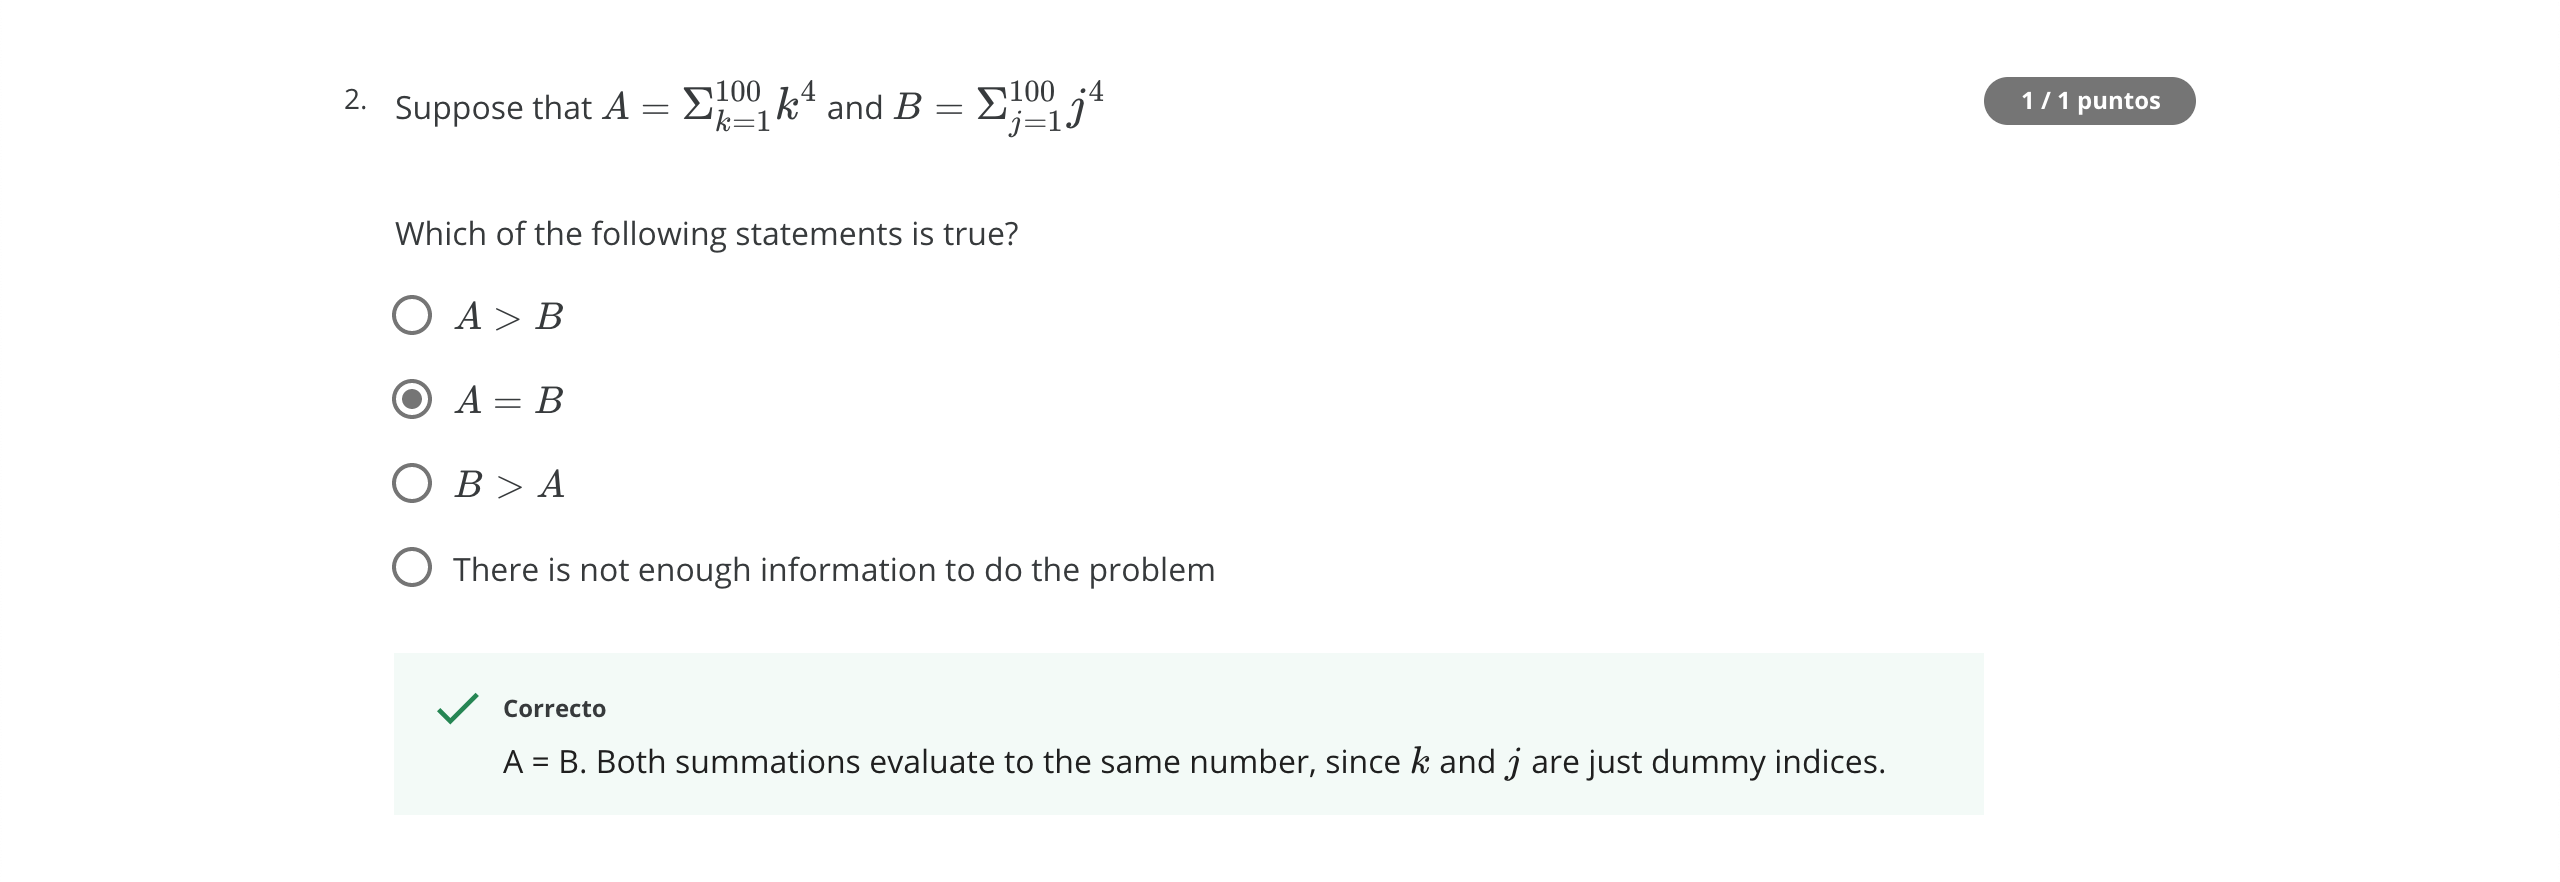 2. Suppose that $A = \Sigma_{k=1}^{100} k^4$ and $B = \Sigma_{j=1}^{100} j^4$
1 / 1 puntos
Which of the following statements is true?
$A > B$
$A = B$
$B > A$
There is not enough information to do the problem
Correcto
A = B. Both summations evaluate to the same number, since $k$ and $j$ are just dummy indices.